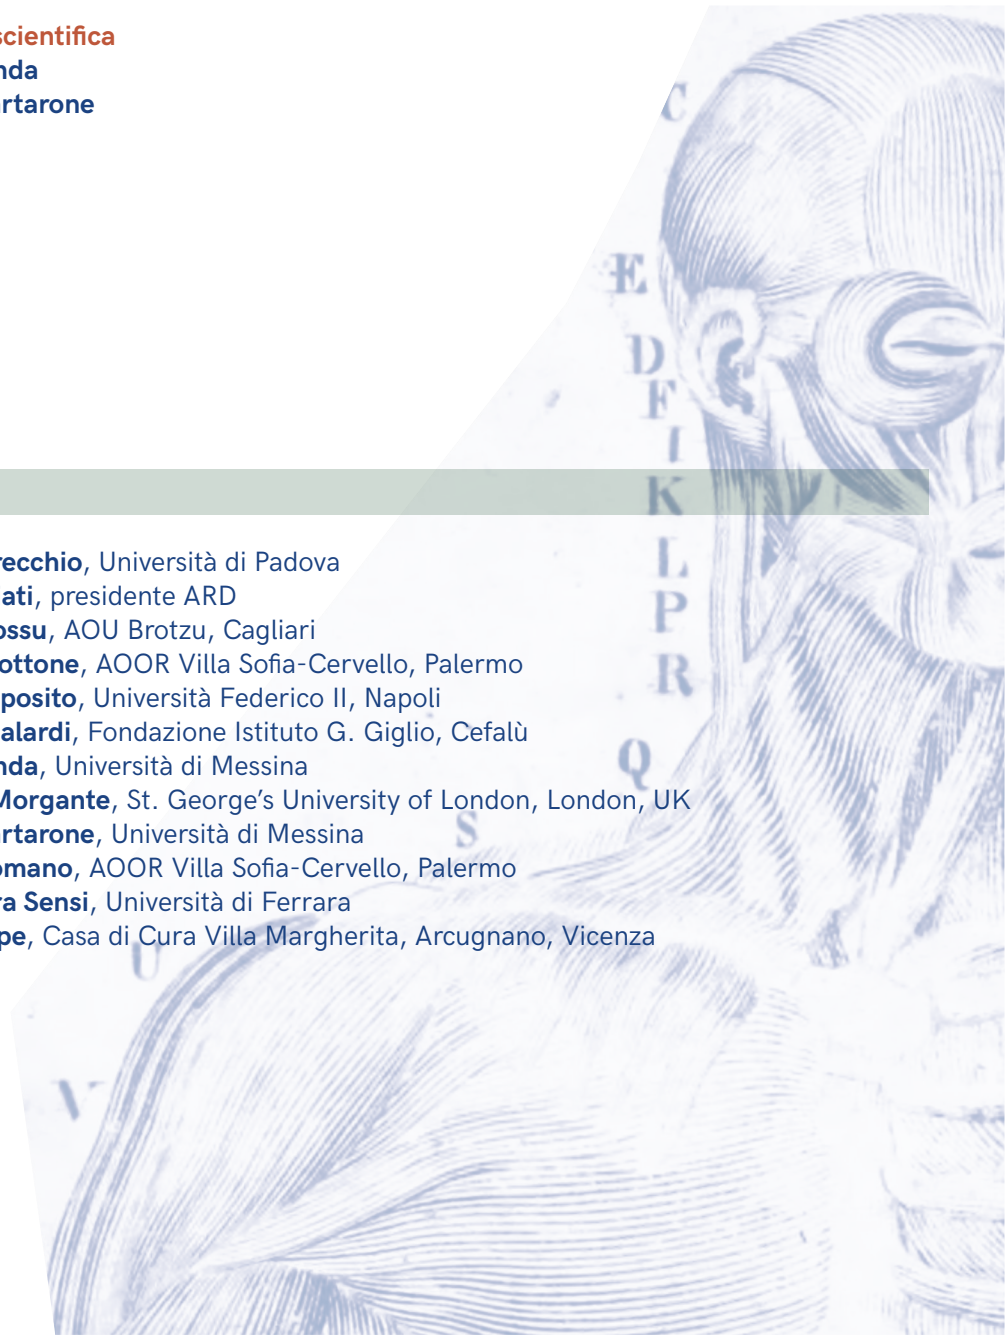 scientifica
nda
artarone
C
E
D
F
I
K
L
P
R
Q
S
U
V
recchio, Università di Padova
ati, presidente ARD
ossu, AOU Brotzu, Cagliari
ottone, AOOR Villa Sofia-Cervello, Palermo
posito, Università Federico II, Napoli
alardi, Fondazione Istituto G. Giglio, Cefalù
nda, Università di Messina
Morgante, St. George’s University of London, London, UK
artarone, Università di Messina
omano, AOOR Villa Sofia-Cervello, Palermo
ra Sensi, Università di Ferrara
pe, Casa di Cura Villa Margherita, Arcugnano, Vicenza